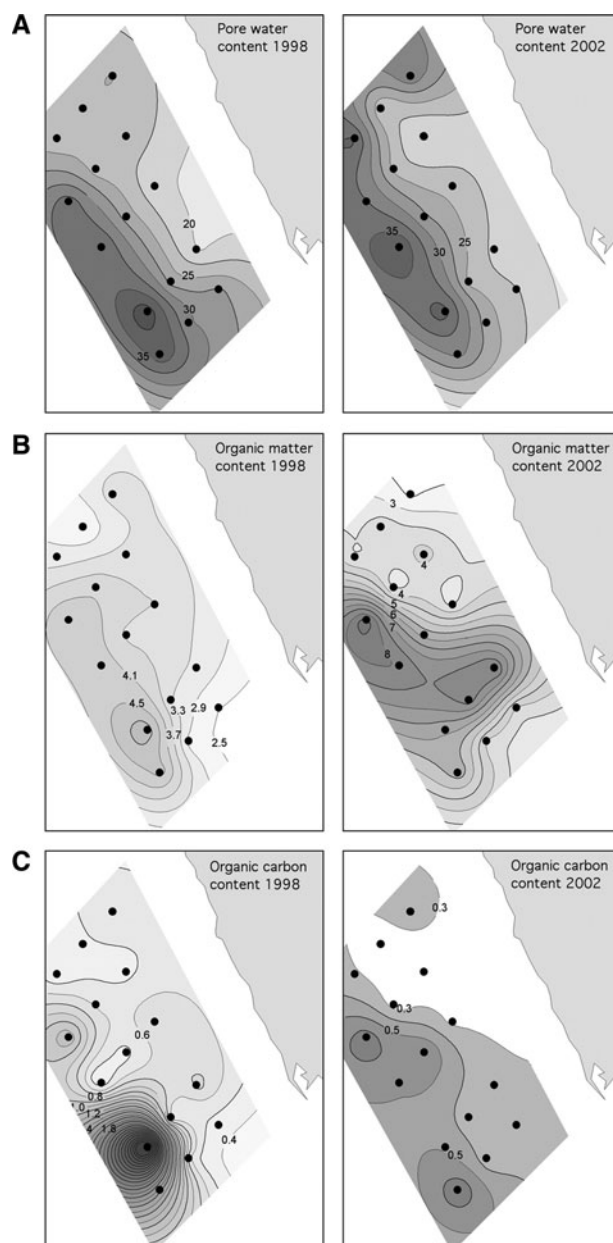 A
Pore water
content 1998
20
25
30
35
Pore water
content 2002
35
30
25
B
Organic matter
content 1998
4.1
4.5
3.3
2.9
3.7
2.5
Organic matter
content 2002
3
4
4
5
6
7
8
C
Organic carbon
content 1998
0.6
0.8
1.0
1.2
4
1.8
0.4
Organic carbon
content 2002
0.3
0.3
0.5
0.5